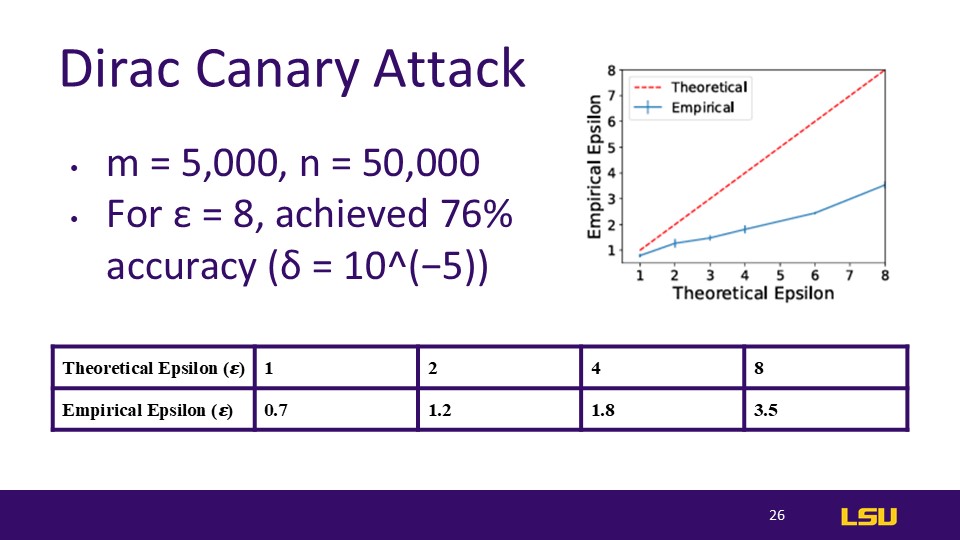 Dirac Canary Attack
• m = 5,000, n = 50,000
• For ε = 8, achieved 76%
accuracy (δ = 10^(−5))
Theoretical
Empirical
Empirical Epsilon
8
7
6
5
4
3
2
1
1 2 3 4 5 6 7 8
Theoretical Epsilon
Theoretical Epsilon (ε) 1 2 4 8
Empirical Epsilon (ε) 0.7 1.2 1.8 3.5
26
LSU